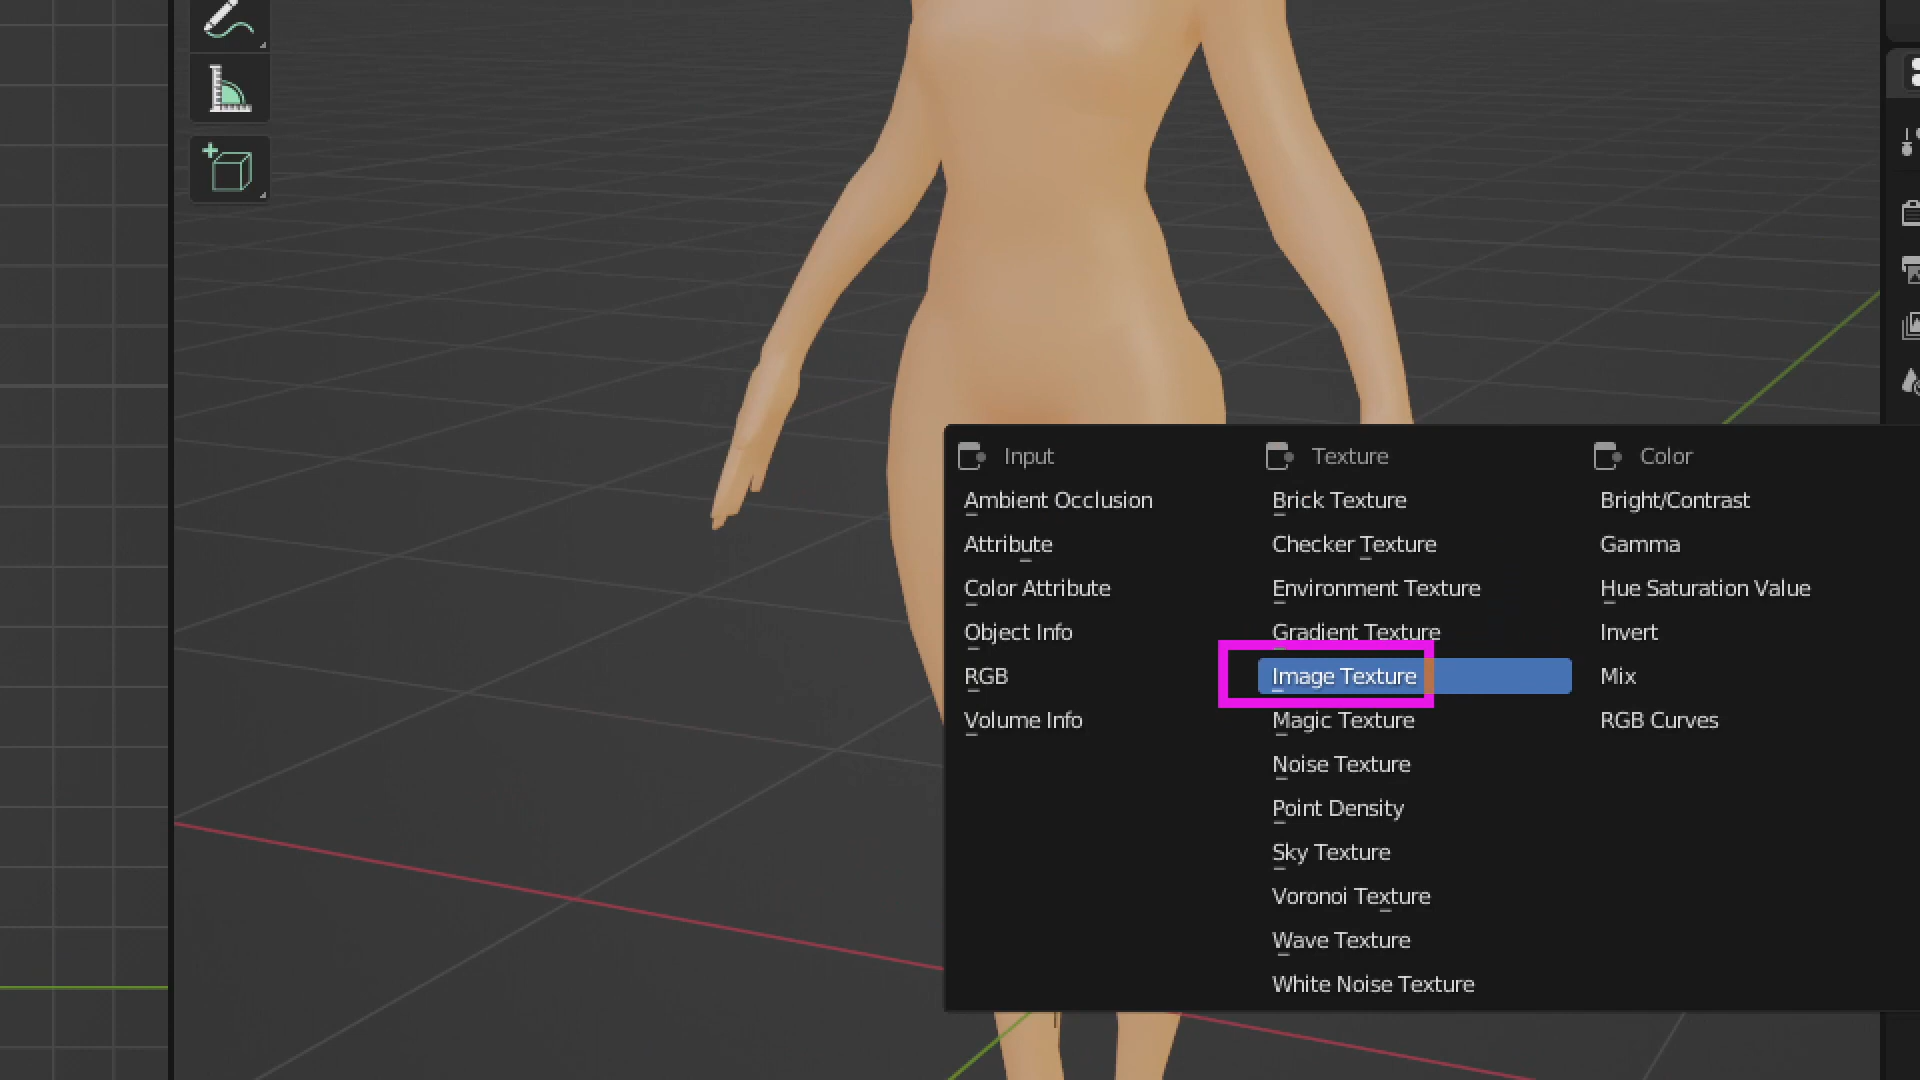 Input
Ambient Occlusion
Attribute
Color Attribute
Object Info
RGB
Volume Info
Texture
Brick Texture
Checker Texture
Environment Texture
Gradient Texture
Image Texture
Magic Texture
Noise Texture
Point Density
Sky Texture
Voronoi Texture
Wave Texture
White Noise Texture
Color
Bright/Contrast
Gamma
Hue Saturation Value
Invert
Mix
RGB Curves